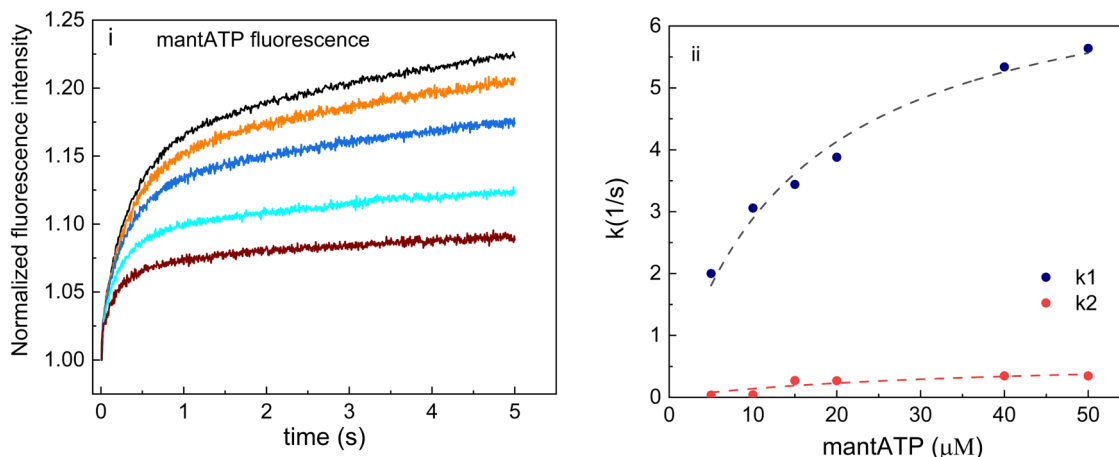 i mantATP fluorescence
Normalized fluorescence intensity
1.25
1.20
1.15
1.10
1.05
1.00
0 1 2 3 4 5
time (s)
ii
k(1/s)
6
5
4
3
2
1
0
k1
k2
0 10 20 30 40 50
mantATP (μM)